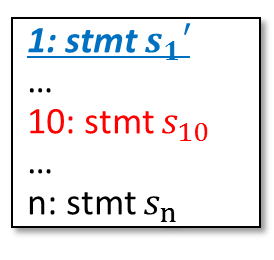 1: stmt s₁′
...
10: stmt s₁₀
...
n: stmt sₙ